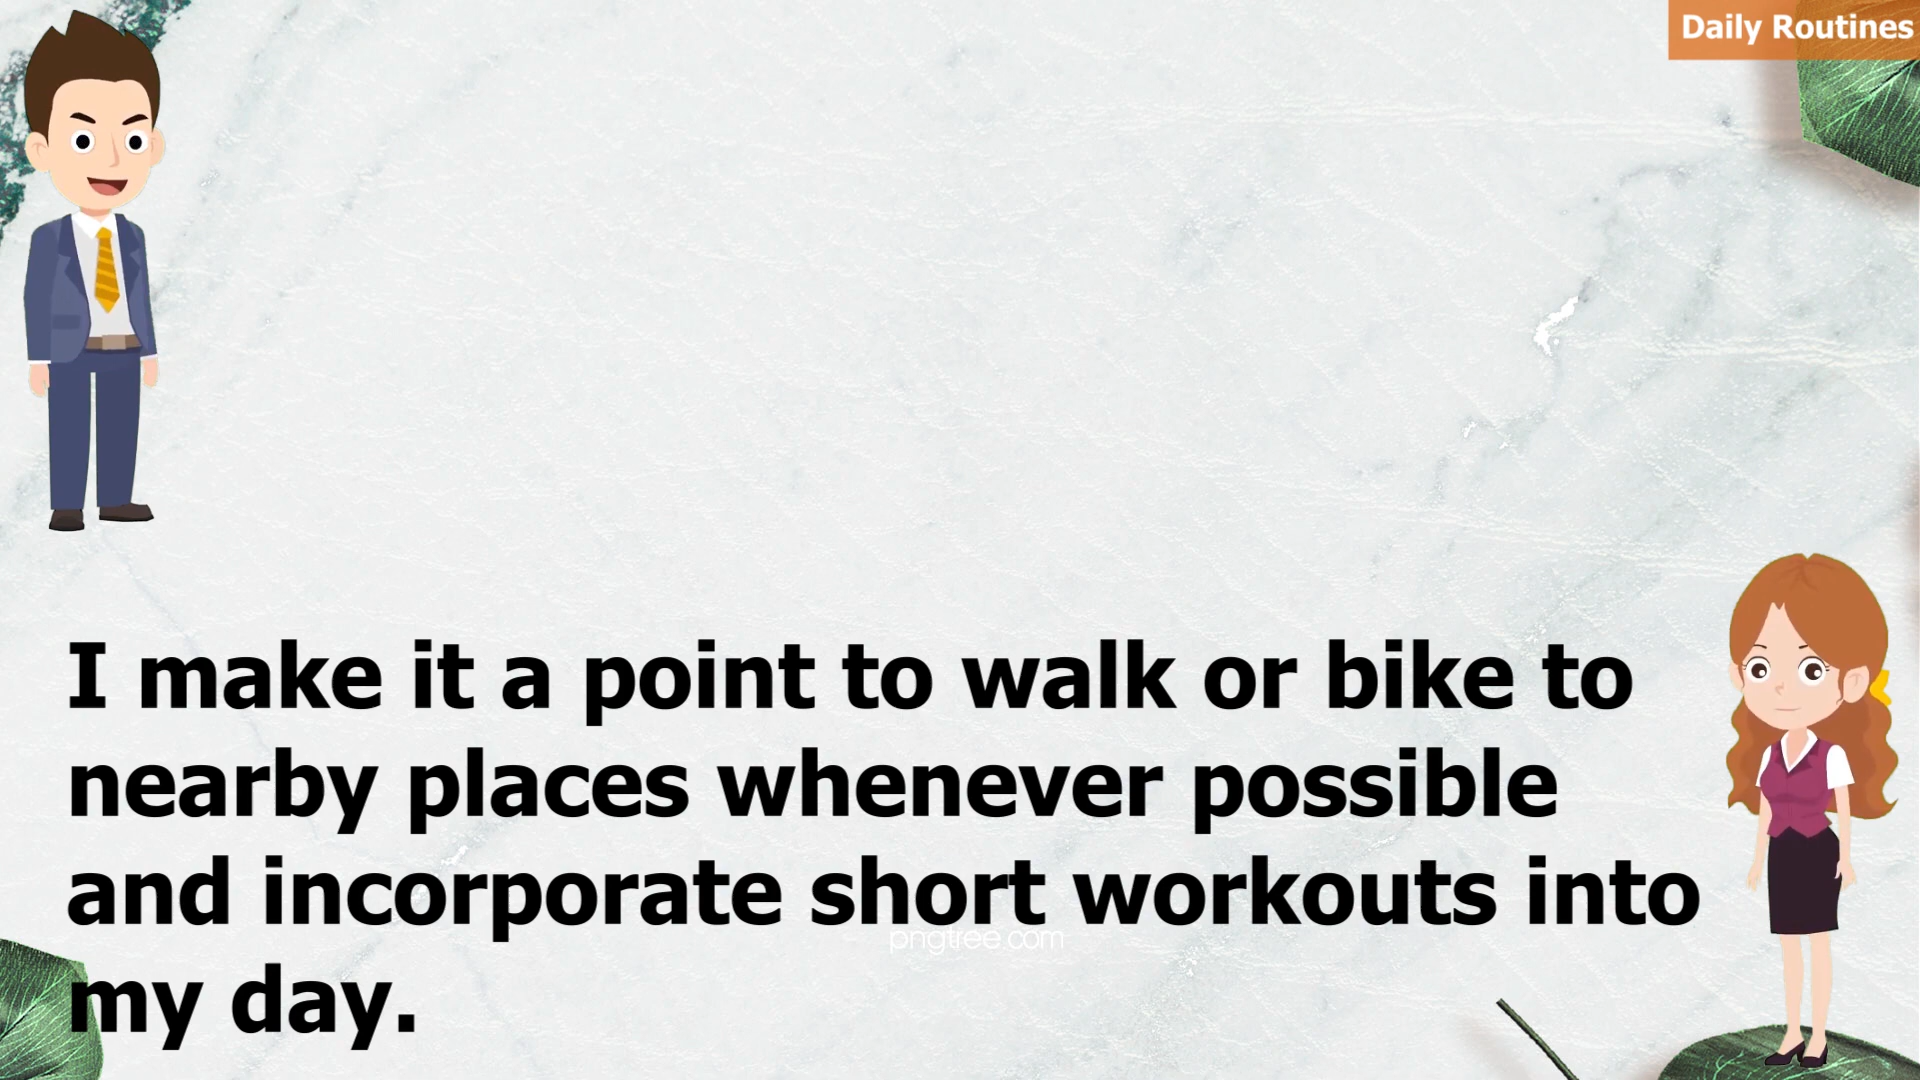 Daily Routines
I make it a point to walk or bike to
nearby places whenever possible
and incorporate short workouts into
my day.
pngtree.com